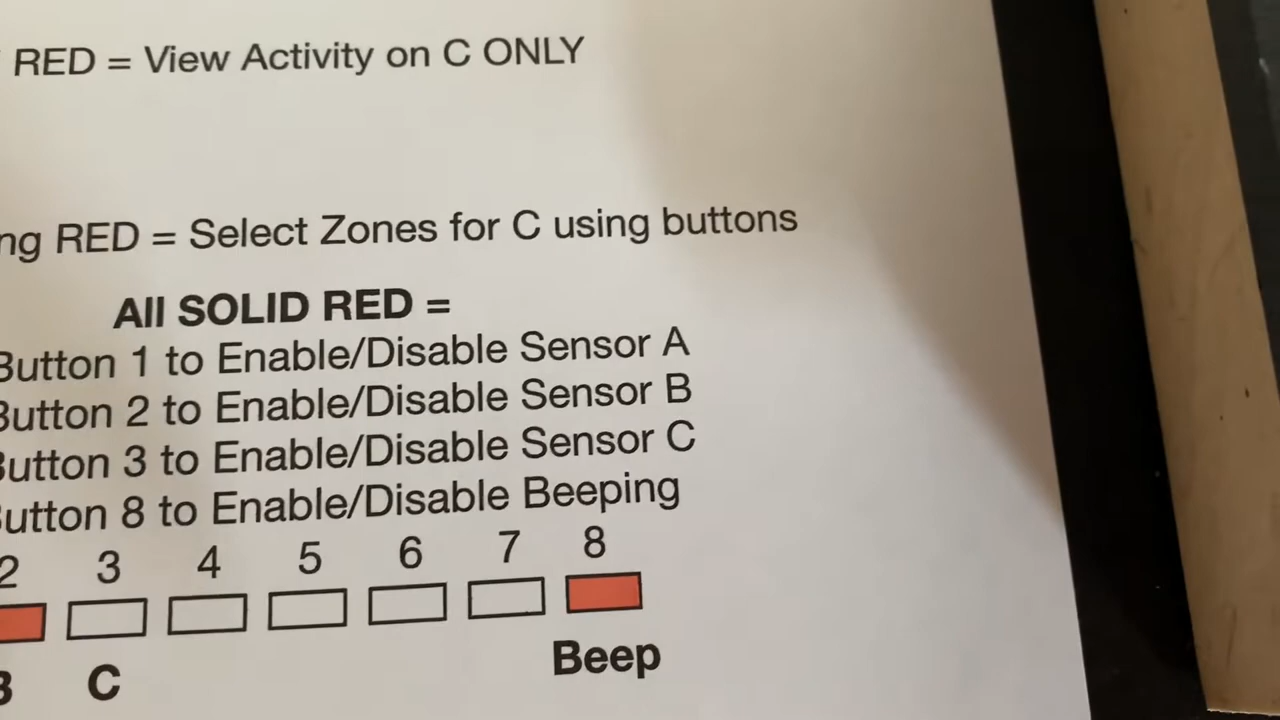 RED = View Activity on C ONLY
ng RED = Select Zones for C using buttons
All SOLID RED =
Button 1 to Enable/Disable Sensor A
Button 2 to Enable/Disable Sensor B
Button 3 to Enable/Disable Sensor C
Button 8 to Enable/Disable Beeping
2 3 4 5 6 7 8
B C Beep